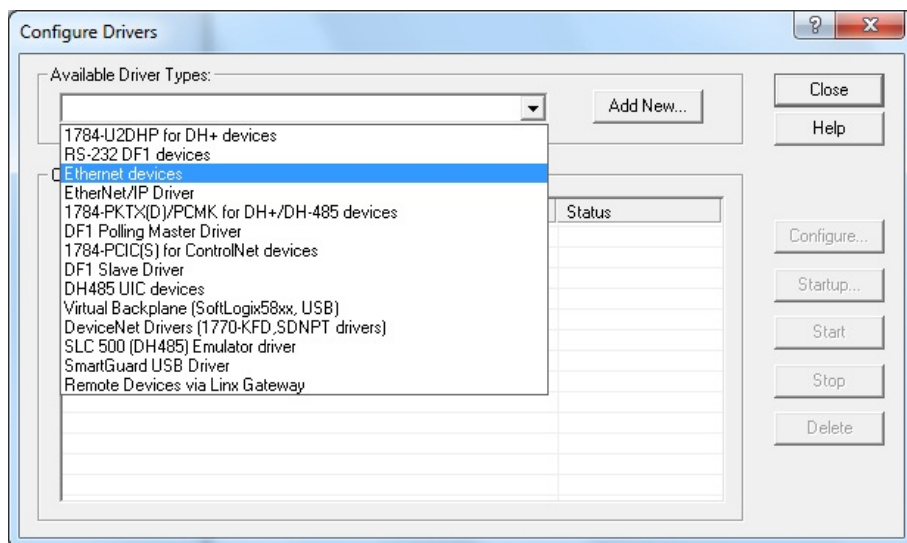 Configure Drivers
?
X
Available Driver Types:
Add New...
Close
Help
1784-U2DHP for DH+ devices
RS-232 DF1 devices
Ethernet devices
EtherNet/IP Driver
1784-PKTX(D)/PCMK for DH+/DH-485 devices
DF1 Polling Master Driver
1784-PCIC(S) for ControlNet devices
DF1 Slave Driver
DH485 UIC devices
Virtual Backplane (SoftLogix58xx, USB)
DeviceNet Drivers (1770-KFD,SDNPT drivers)
SLC 500 (DH485) Emulator driver
SmartGuard USB Driver
Remote Devices via Linx Gateway
Status
Configure...
Startup...
Start
Stop
Delete